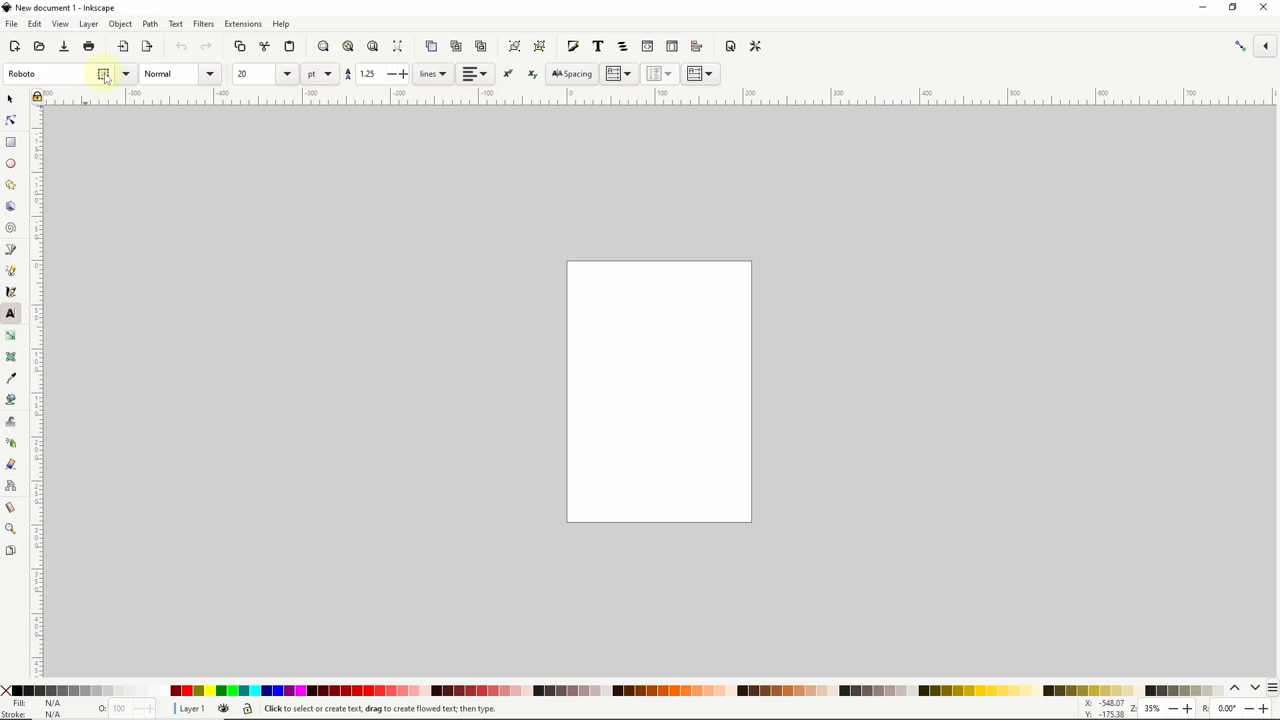 New document 1 - Inkscape
File Edit View Layer Object Path Text Filters Extensions Help
Roboto Normal 20 pt 1.25 lines Spacing
-500 -400 -300 -200 -100 0 100 200 300 400 500 600 700
Fill: N/A O: 100 Layer 1 Click to select or create text, drag to create flowed text; then type. X: -548.07 Z: 35% R: 0.00°
Stroke: N/A Y: -175.38